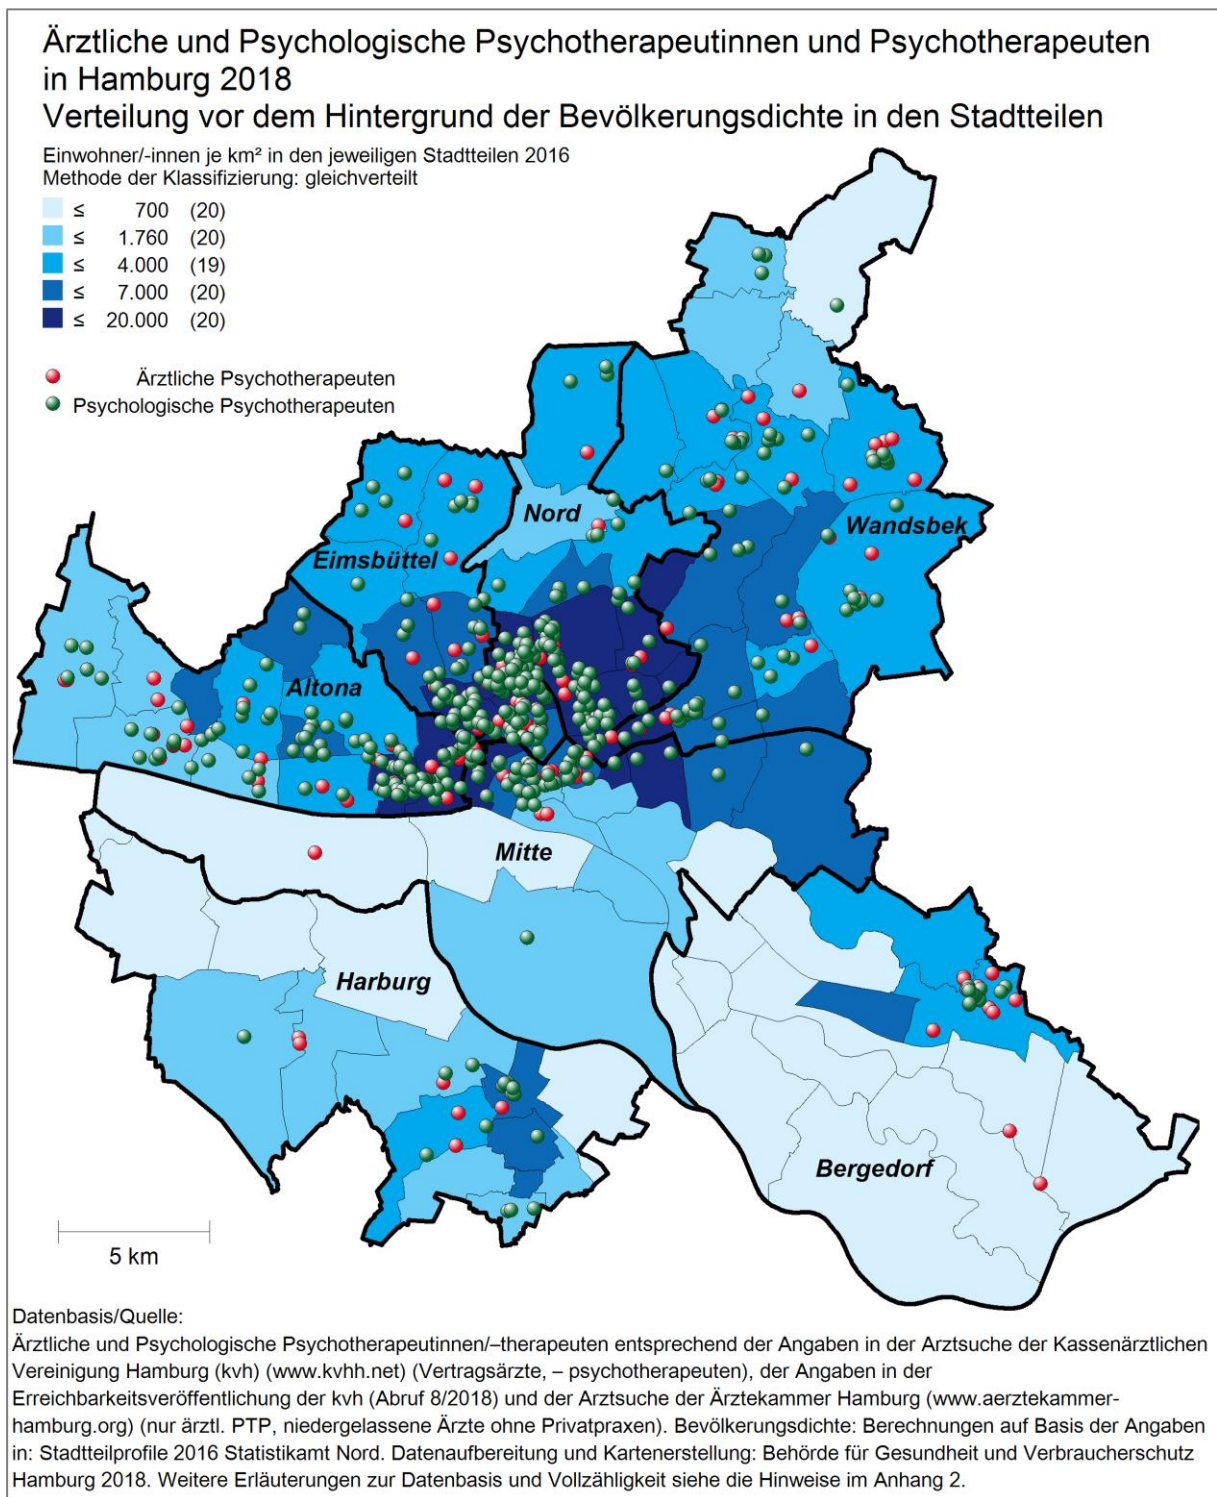 Ärztliche und Psychologische Psychotherapeutinnen und Psychotherapeuten
in Hamburg 2018
Verteilung vor dem Hintergrund der Bevölkerungsdichte in den Stadtteilen
Einwohner/-innen je km² in den jeweiligen Stadtteilen 2016
Methode der Klassifizierung: gleichverteilt
≤ 700 (20)
≤ 1.760 (20)
≤ 4.000 (19)
≤ 7.000 (20)
≤ 20.000 (20)
Ärztliche Psychotherapeuten
Psychologische Psychotherapeuten
Nord
Wandsbek
Eimsbüttel
Altona
Mitte
Harburg
Bergedorf
5 km
Datenbasis/Quelle:
Ärztliche und Psychologische Psychotherapeutinnen/–therapeuten entsprechend der Angaben in der Arztsuche der Kassenärztlichen
Vereinigung Hamburg (kvh) (www.kvhh.net) (Vertragsärzte, – psychotherapeuten), der Angaben in der
Erreichbarkeitsveröffentlichung der kvh (Abruf 8/2018) und der Arztsuche der Ärztekammer Hamburg (www.aerztekammer-
hamburg.org) (nur ärztl. PTP, niedergelassene Ärzte ohne Privatpraxen). Bevölkerungsdichte: Berechnungen auf Basis der Angaben
in: Stadtteilprofile 2016 Statistikamt Nord. Datenaufbereitung und Kartenerstellung: Behörde für Gesundheit und Verbraucherschutz
Hamburg 2018. Weitere Erläuterungen zur Datenbasis und Vollzähligkeit siehe die Hinweise im Anhang 2.